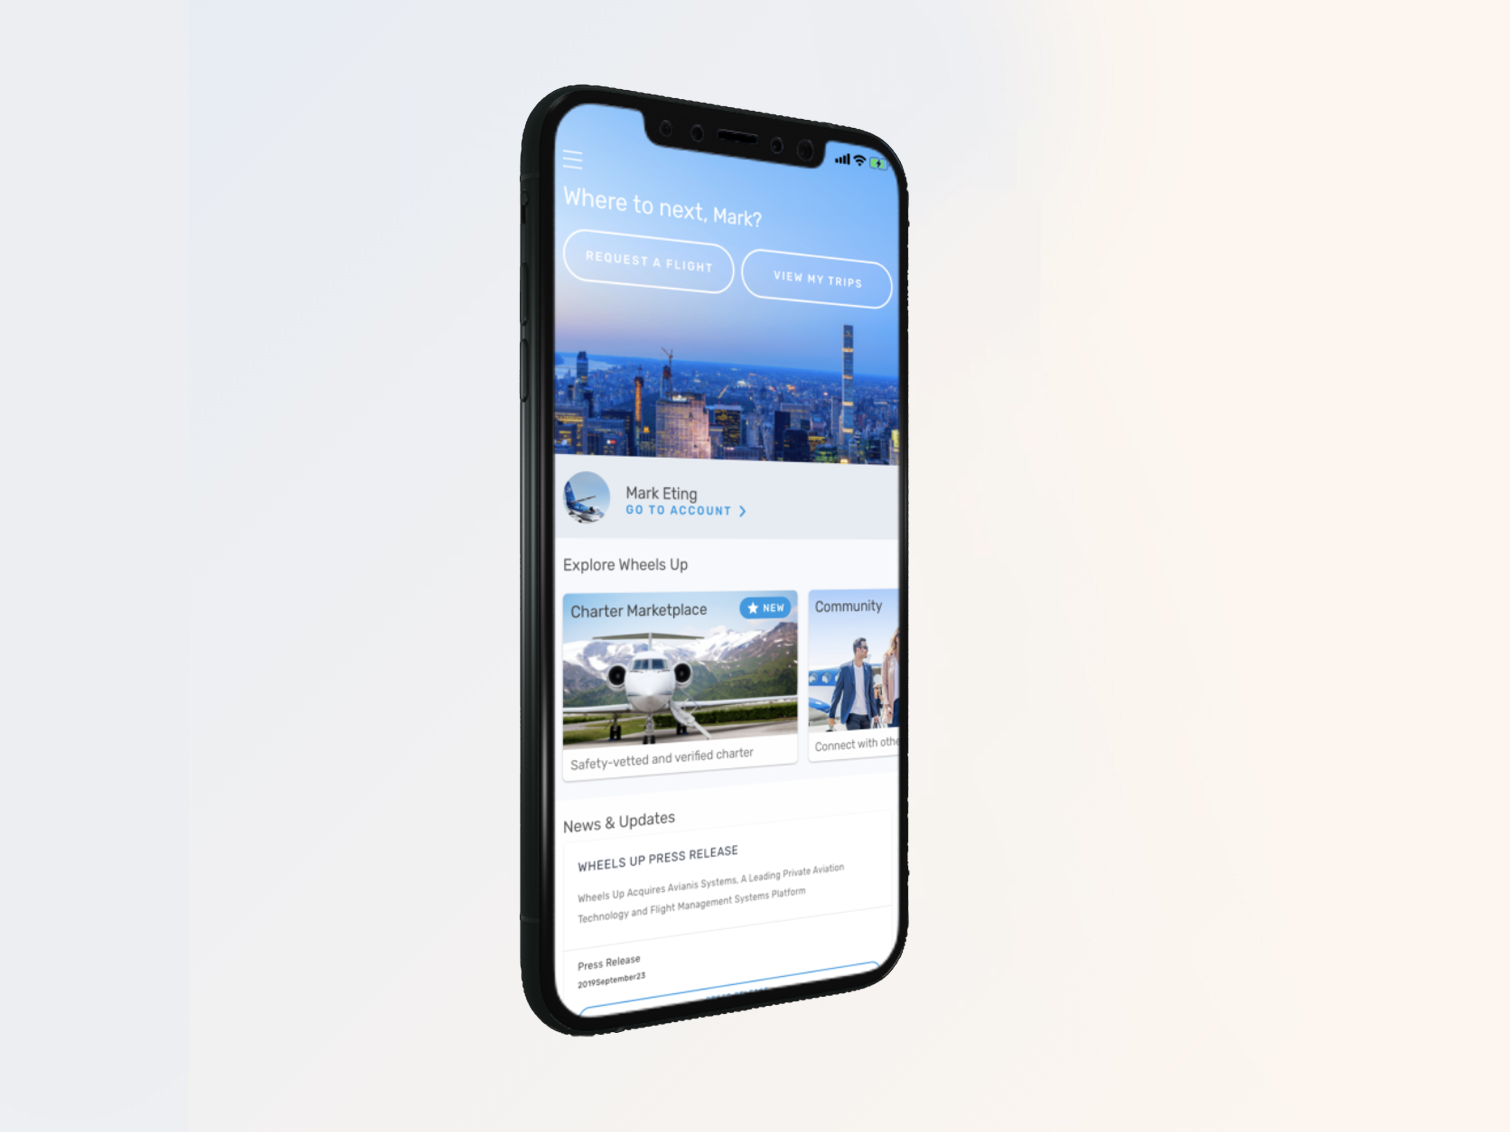 Where to next, Mark?
REQUEST A FLIGHT
VIEW MY TRIPS
Mark Eting
GO TO ACCOUNT
Explore Wheels Up
Charter Marketplace
NEW
Safety-vetted and verified charter
Community
Connect with othe
News & Updates
WHEELS UP PRESS RELEASE
Wheels Up Acquires Avianis Systems, A Leading Private Aviation
Technology and Flight Management Systems Platform
Press Release
2019September23